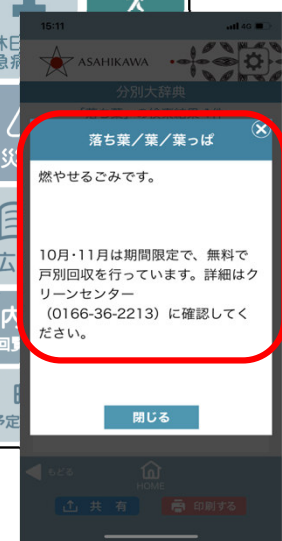 15:11
4G
ASAHIKAWA
分別大辞典
落ち葉／葉／葉っぱ
燃やせるごみです。
10月･11月は期間限定で、無料で
戸別回収を行っています。詳細はク
リーンセンター
（0166-36-2213）に確認してく
ださい。
閉じる
もどる
HOME
共 有
印刷する